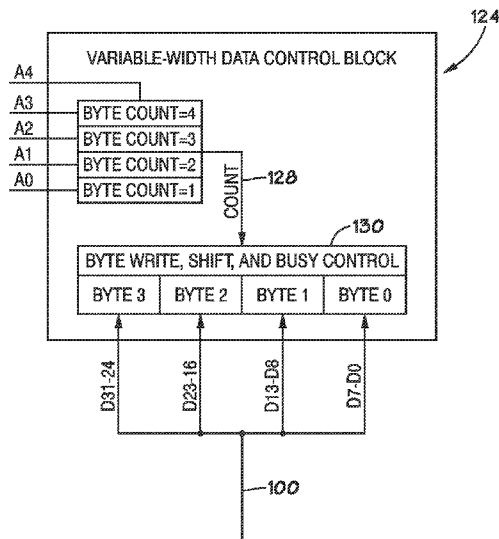 124
VARIABLE-WIDTH DATA CONTROL BLOCK
A4
A3
A2
A1
A0
BYTE COUNT=4
BYTE COUNT=3
BYTE COUNT=2
BYTE COUNT=1
COUNT
128
130
BYTE WRITE, SHIFT, AND BUSY CONTROL
BYTE 3
BYTE 2
BYTE 1
BYTE 0
D31-24
D23-16
D13-D8
D7-D0
100